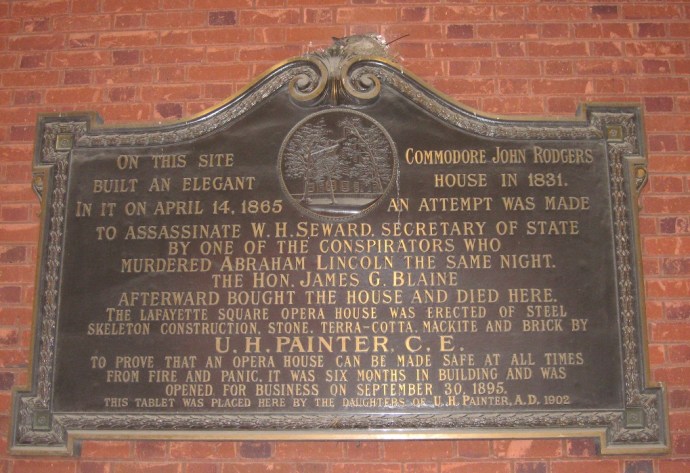 ON THIS SITE COMMODORE JOHN RODGERS
BUILT AN ELEGANT HOUSE IN 1831.
IN IT ON APRIL 14, 1865 AN ATTEMPT WAS MADE
TO ASSASSINATE W. H. SEWARD, SECRETARY OF STATE
BY ONE OF THE CONSPIRATORS WHO
MURDERED ABRAHAM LINCOLN THE SAME NIGHT.
THE HON. JAMES G. BLAINE
AFTERWARD BOUGHT THE HOUSE AND DIED HERE.
THE LAFAYETTE SQUARE OPERA HOUSE WAS ERECTED OF STEEL
SKELETON CONSTRUCTION, STONE, TERRA-COTTA, MACKITE AND BRICK BY
U. H. PAINTER, C. E.
TO PROVE THAT AN OPERA HOUSE CAN BE MADE SAFE AT ALL TIMES
FROM FIRE AND PANIC. IT WAS SIX MONTHS IN BUILDING AND WAS
OPENED FOR BUSINESS ON SEPTEMBER 30, 1895.
THIS TABLET WAS PLACED HERE BY THE DAUGHTERS OF U. H. PAINTER, A.D. 1902